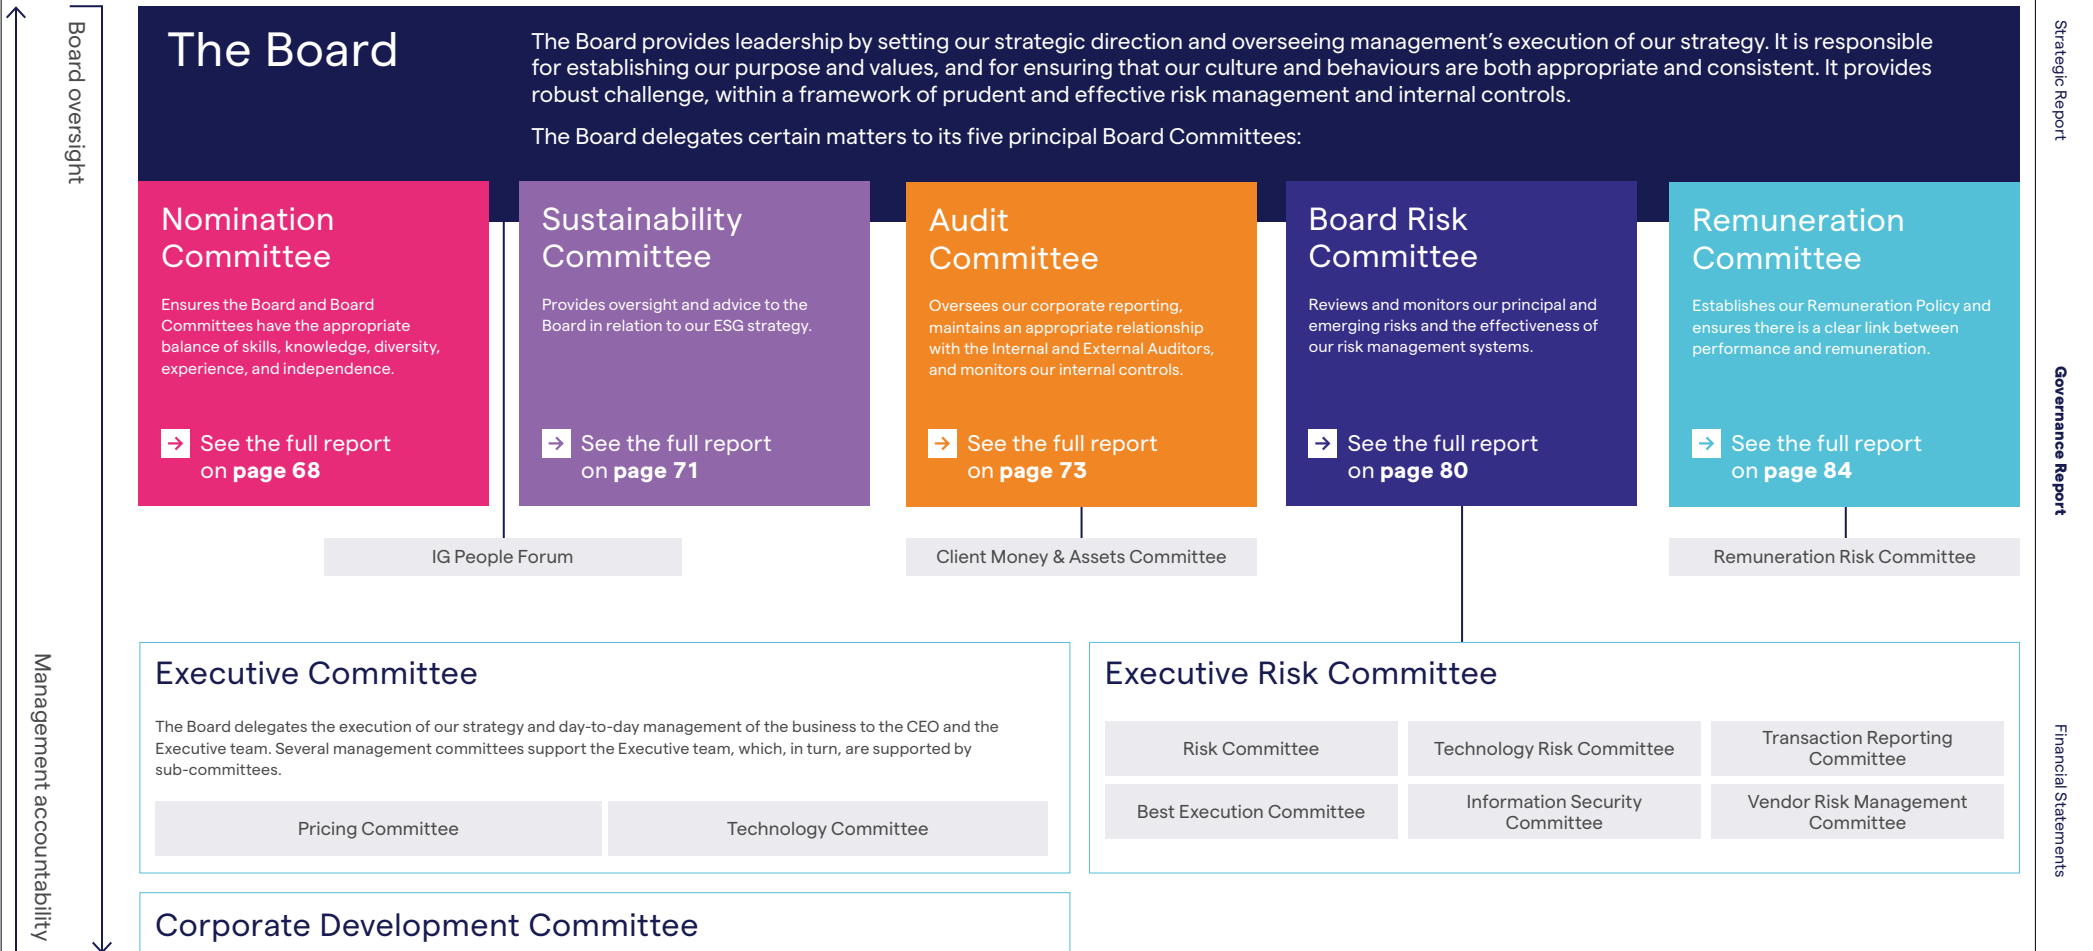 Board oversight
Management accountability
The Board
The Board provides leadership by setting our strategic direction and overseeing management's execution of our strategy. It is responsible
for establishing our purpose and values, and for ensuring that our culture and behaviours are both appropriate and consistent. It provides
robust challenge, within a framework of prudent and effective risk management and internal controls.
The Board delegates certain matters to its five principal Board Committees:
Nomination
Committee
Ensures the Board and Board
Committees have the appropriate
balance of skills, knowledge, diversity,
experience, and independence.
See the full report
on page 68
Sustainability
Committee
Provides oversight and advice to the
Board in relation to our ESG strategy.
See the full report
on page 71
Audit
Committee
Oversees our corporate reporting,
maintains an appropriate relationship
with the Internal and External Auditors,
and monitors our internal controls.
See the full report
on page 73
Board Risk
Committee
Reviews and monitors our principal and
emerging risks and the effectiveness of
our risk management systems.
See the full report
on page 80
Remuneration
Committee
Establishes our Remuneration Policy and
ensures there is a clear link between
performance and remuneration.
See the full report
on page 84
IG People Forum
Client Money & Assets Committee
Remuneration Risk Committee
Executive Committee
The Board delegates the execution of our strategy and day-to-day management of the business to the CEO and the
Executive team. Several management committees support the Executive team, which, in turn, are supported by
sub-committees.
Pricing Committee
Technology Committee
Executive Risk Committee
Risk Committee
Technology Risk Committee
Transaction Reporting
Committee
Best Execution Committee
Information Security
Committee
Vendor Risk Management
Committee
Corporate Development Committee
Strategic Report
Governance Report
Financial Statements